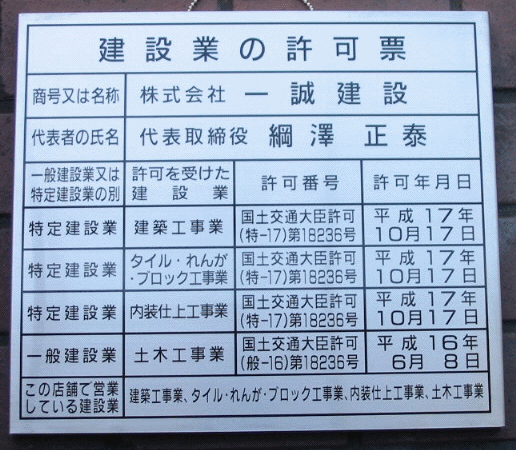 建設業の許可票
商号又は名称 株式会社 一誠建設
代表者の氏名 代表取締役 綱澤 正泰
一般建設業又は特定建設業の別 許可を受けた建設業 許可番号 許可年月日
特定建設業 建築工事業 国土交通大臣許可(特-17)第18236号 平成17年10月17日
特定建設業 タイル・れんが・ブロック工事業 国土交通大臣許可(特-17)第18236号 平成17年10月17日
特定建設業 内装仕上工事業 国土交通大臣許可(特-17)第18236号 平成17年10月17日
一般建設業 土木工事業 国土交通大臣許可(般-16)第18236号 平成16年6月8日
この店舗で営業している建設業 建築工事業、タイル・れんが・ブロック工事業、内装仕上工事業、土木工事業